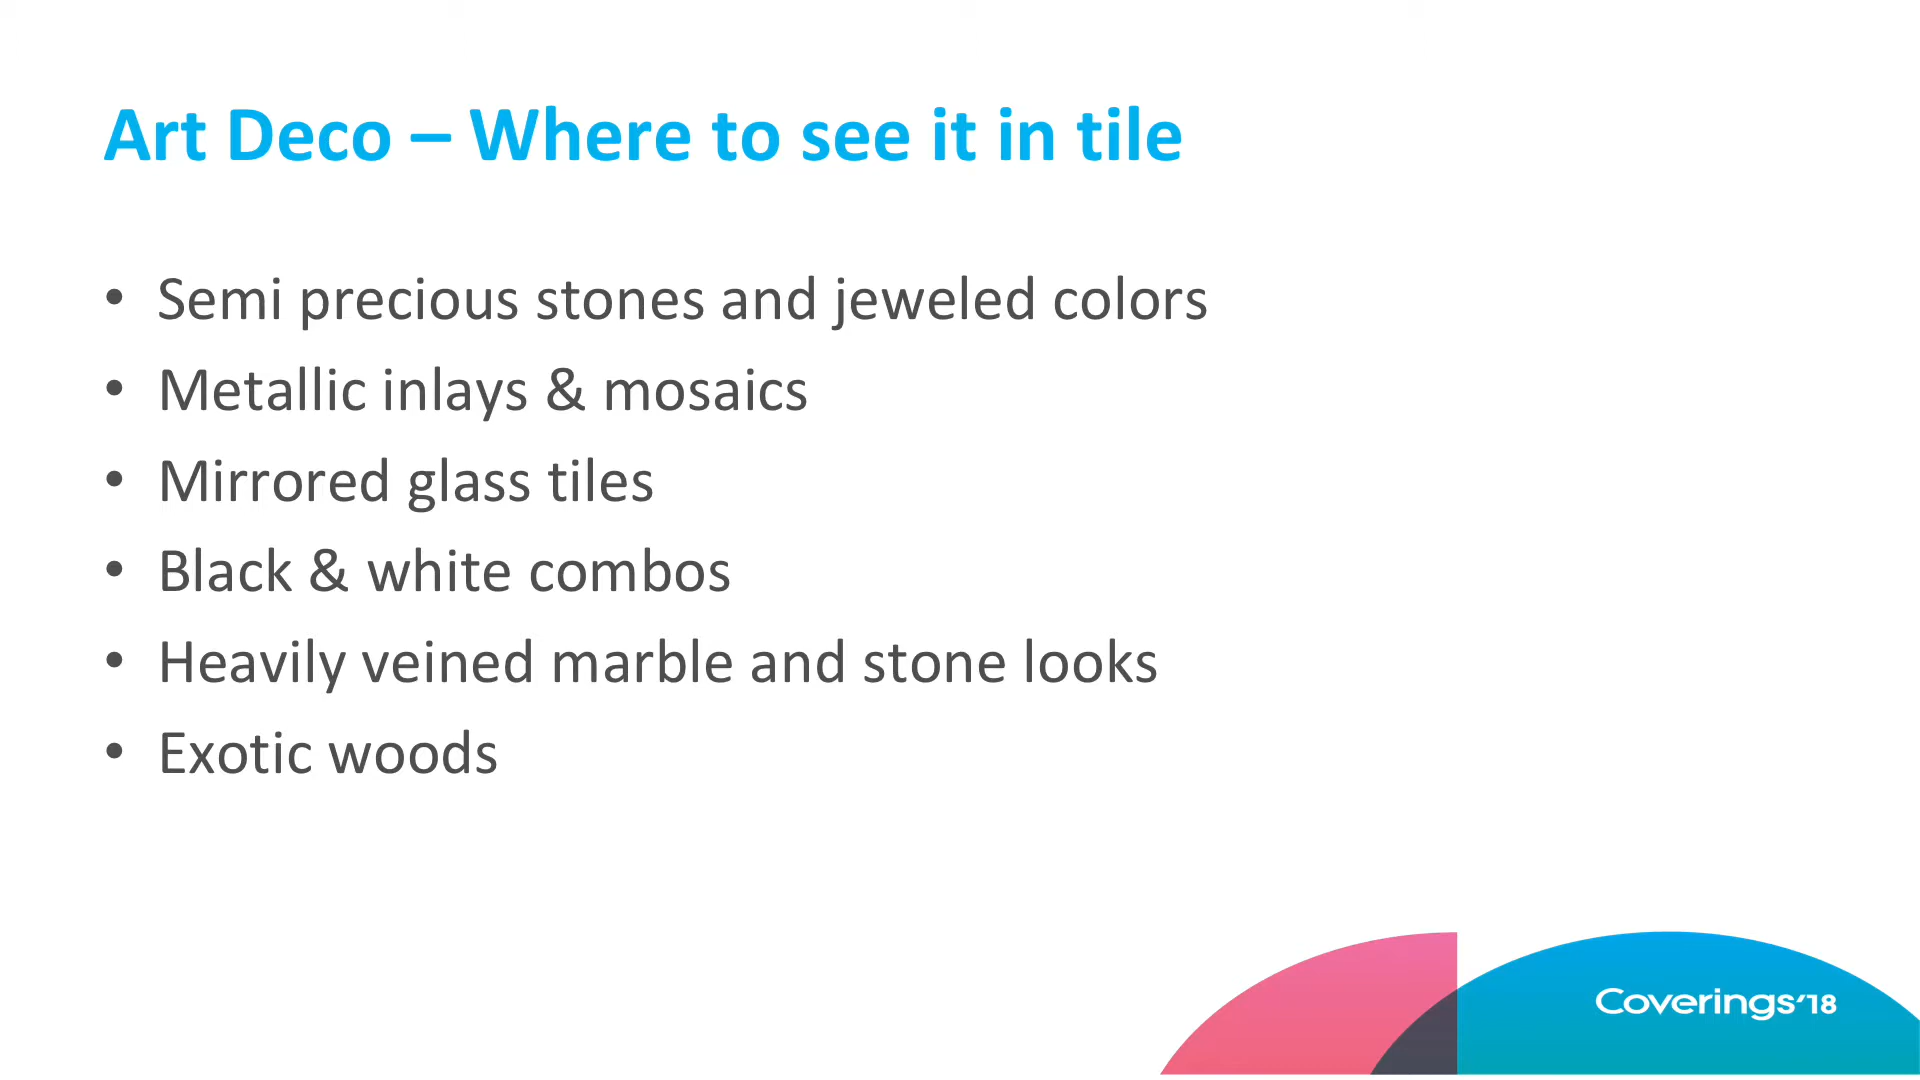 Art Deco – Where to see it in tile
• Semi precious stones and jeweled colors
• Metallic inlays & mosaics
• Mirrored glass tiles
• Black & white combos
• Heavily veined marble and stone looks
• Exotic woods
Coverings'18